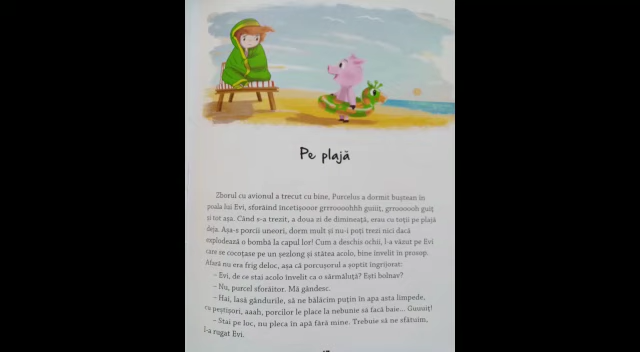 Pe plajă
Zborul cu avionul a trecut cu bine, Purcelus a dormit buștean în
poala lui Evi, sforăind încetișooor grrroooohhh guiiiț, grroooooh guiț
și tot așa. Când s-a trezit, a doua zi de dimineață, erau cu toții pe plajă
deja. Așa-s porcii uneori, dorm mult și nu-i poți trezi nici dacă
explodează o bombă la capul lor! Cum a deschis ochii, l-a văzut pe Evi
care se cocoțase pe un șezlong și stătea acolo, bine învelit în prosop.
Afară nu era frig deloc, așa că porcușorul a șoptit îngrijorat:
– Evi, de ce stai acolo învelit ca o sărmăluță? Ești bolnav?
– Nu, purcel sforăitor. Mă gândesc.
– Hai, lasă gândurile, să ne bălăcim puțin în apa asta limpede,
cu peștișori, aaah, porcilor le place la nebunie să facă baie... Guuuiț!
– Stai pe loc, nu pleca în apă fără mine. Trebuie să ne sfătuim,
l-a rugat Evi.